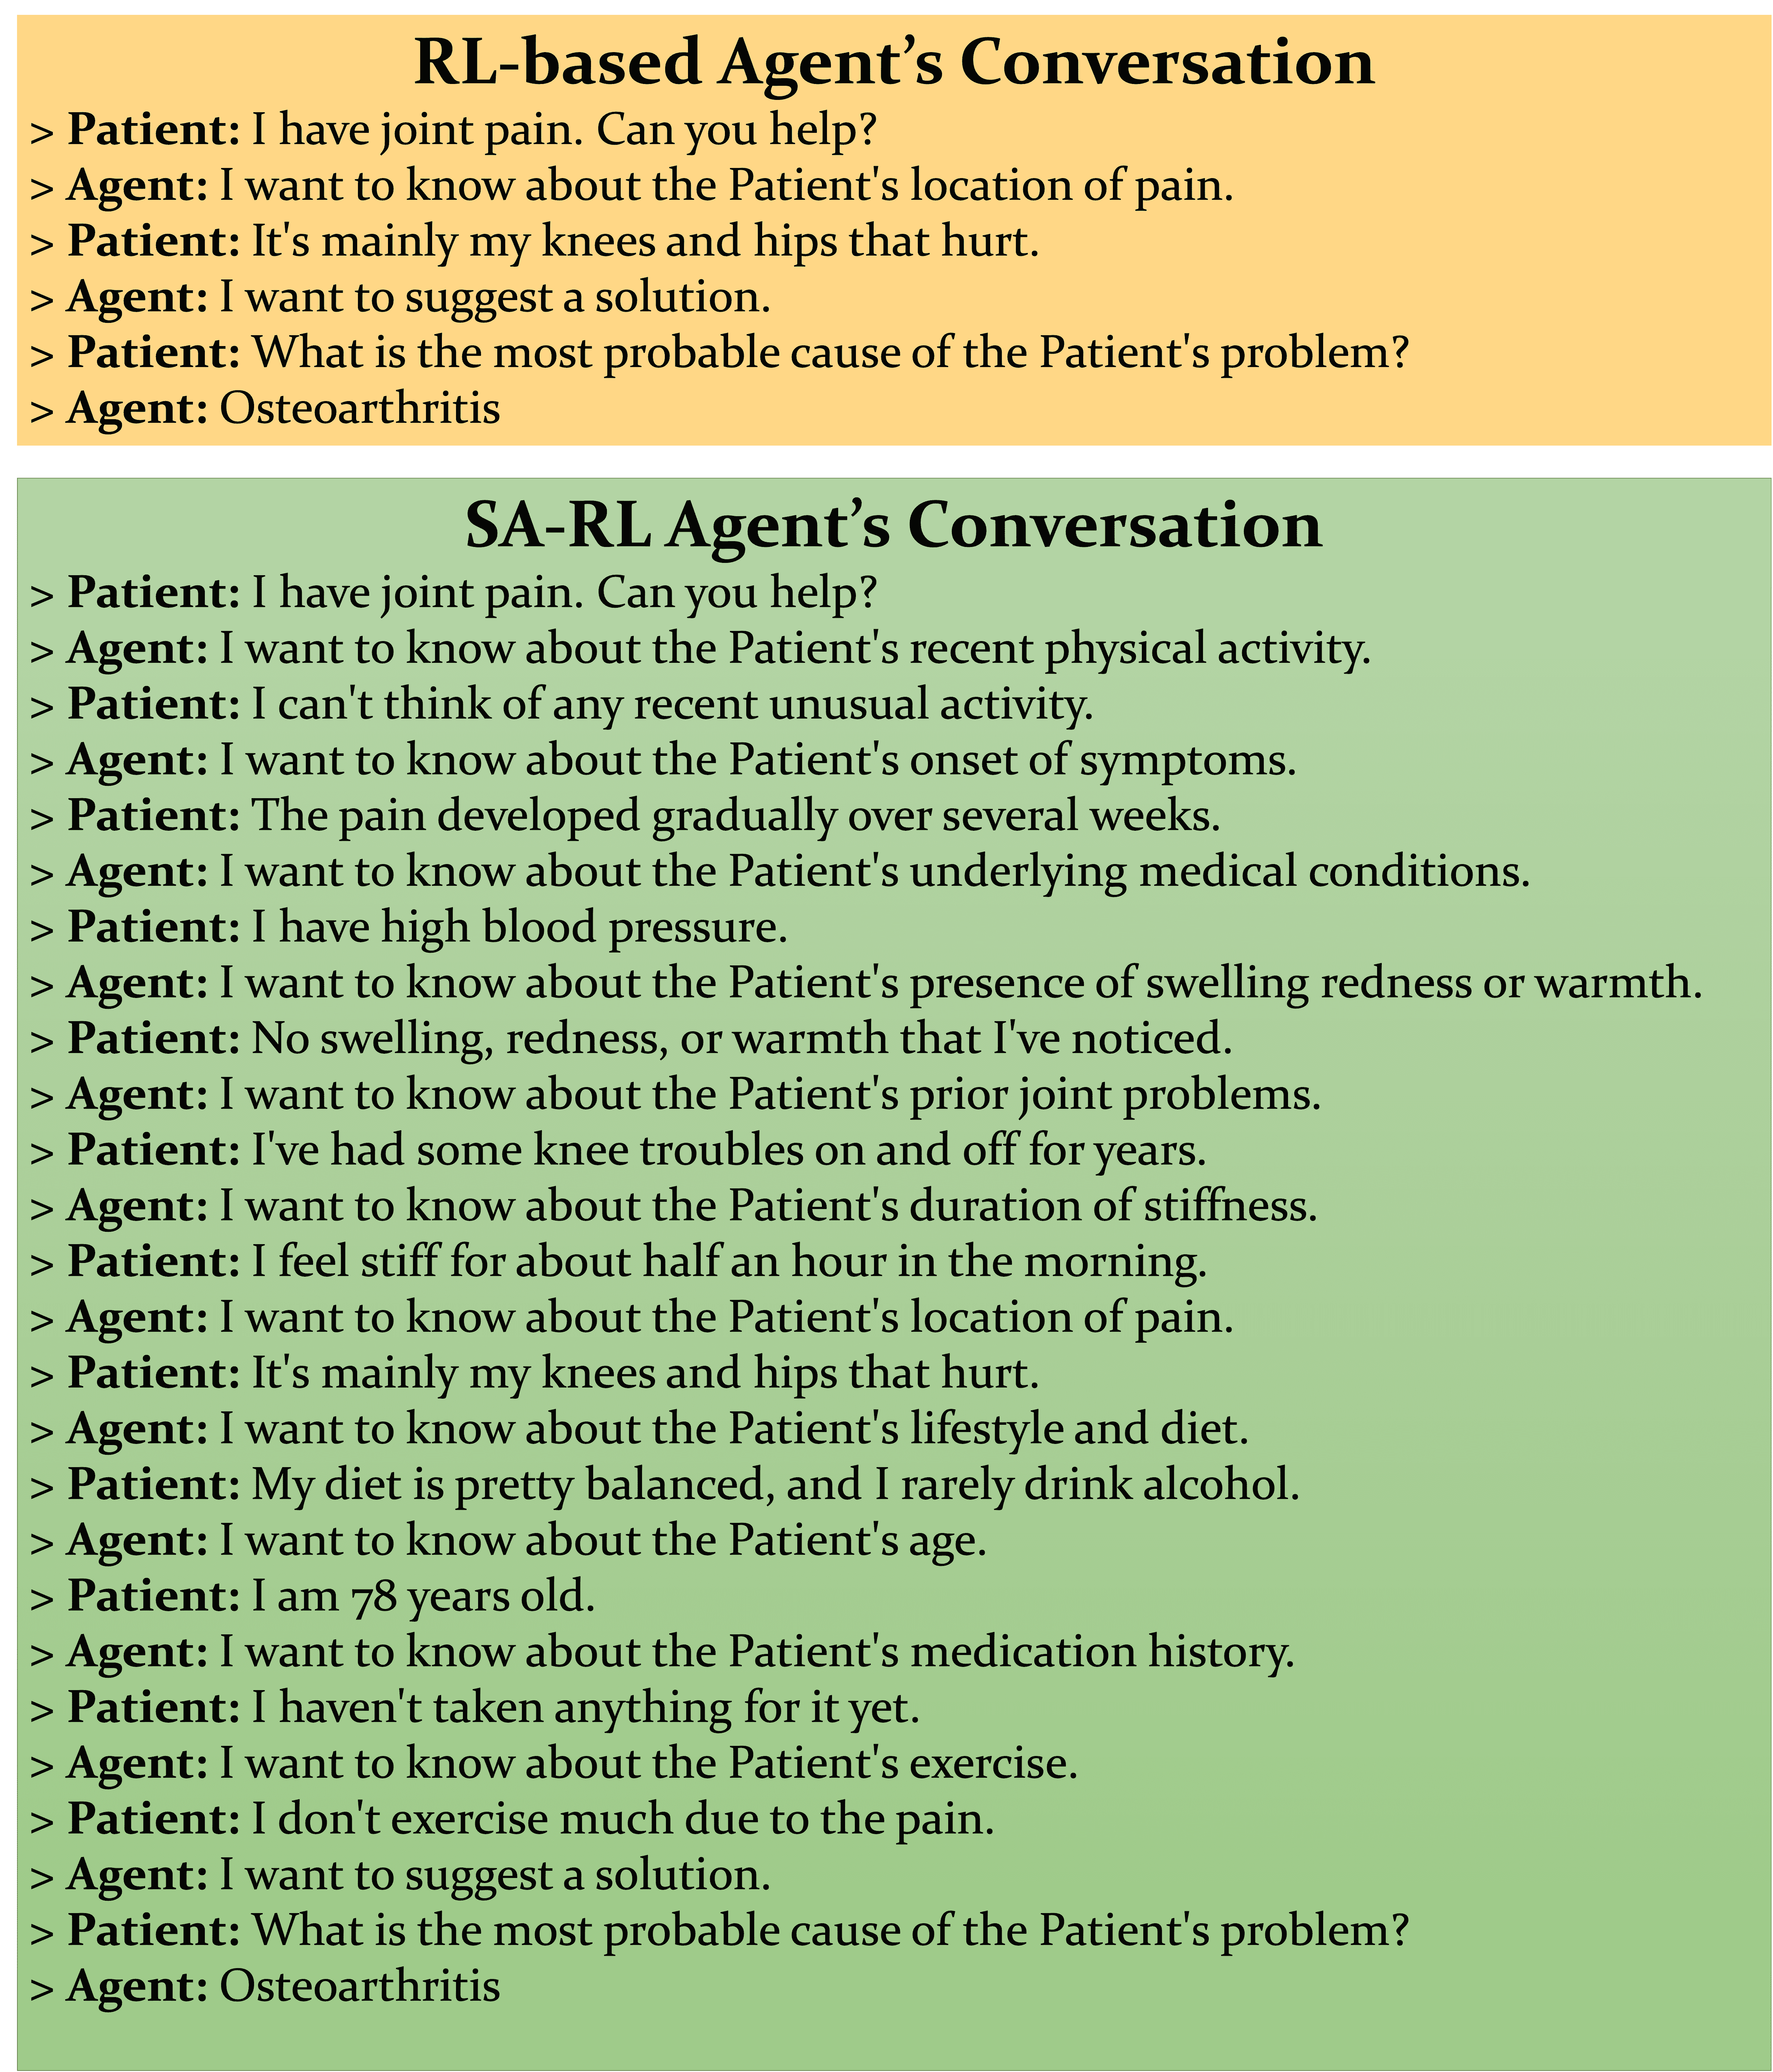 RL-based Agent’s Conversation
> Patient: I have joint pain. Can you help?
> Agent: I want to know about the Patient's location of pain.
> Patient: It's mainly my knees and hips that hurt.
> Agent: I want to suggest a solution.
> Patient: What is the most probable cause of the Patient's problem?
> Agent: Osteoarthritis
SA-RL Agent’s Conversation
> Patient: I have joint pain. Can you help?
> Agent: I want to know about the Patient's recent physical activity.
> Patient: I can't think of any recent unusual activity.
> Agent: I want to know about the Patient's onset of symptoms.
> Patient: The pain developed gradually over several weeks.
> Agent: I want to know about the Patient's underlying medical conditions.
> Patient: I have high blood pressure.
> Agent: I want to know about the Patient's presence of swelling redness or warmth.
> Patient: No swelling, redness, or warmth that I've noticed.
> Agent: I want to know about the Patient's prior joint problems.
> Patient: I've had some knee troubles on and off for years.
> Agent: I want to know about the Patient's duration of stiffness.
> Patient: I feel stiff for about half an hour in the morning.
> Agent: I want to know about the Patient's location of pain.
> Patient: It's mainly my knees and hips that hurt.
> Agent: I want to know about the Patient's lifestyle and diet.
> Patient: My diet is pretty balanced, and I rarely drink alcohol.
> Agent: I want to know about the Patient's age.
> Patient: I am 78 years old.
> Agent: I want to know about the Patient's medication history.
> Patient: I haven't taken anything for it yet.
> Agent: I want to know about the Patient's exercise.
> Patient: I don't exercise much due to the pain.
> Agent: I want to suggest a solution.
> Patient: What is the most probable cause of the Patient's problem?
> Agent: Osteoarthritis